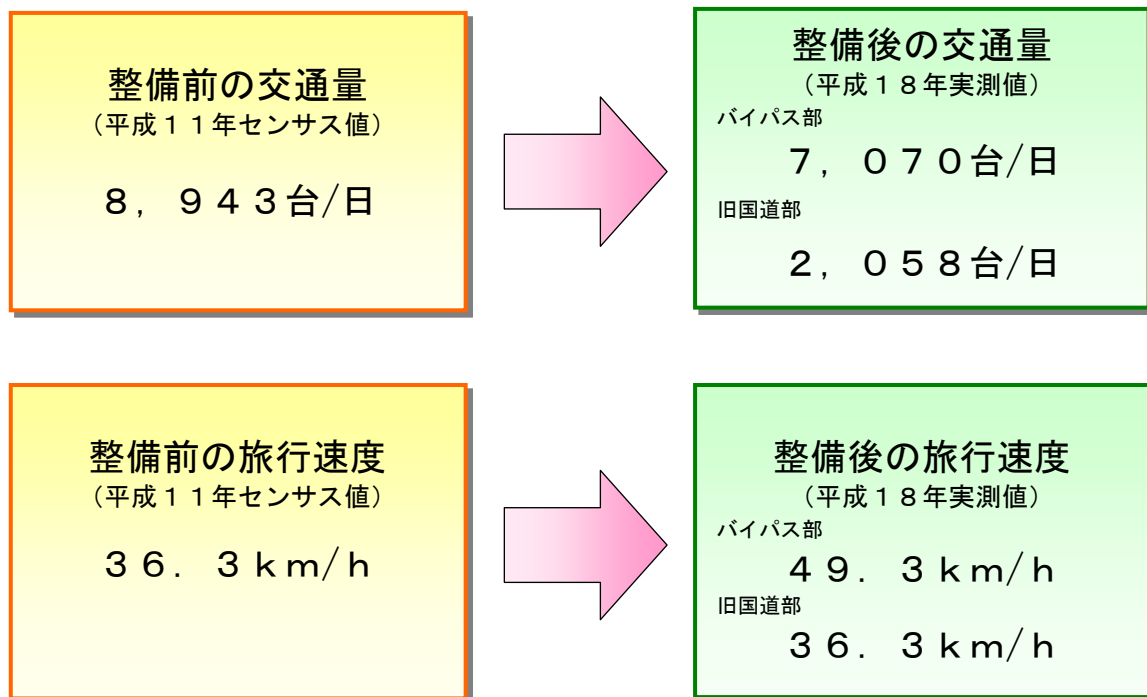 整備前の交通量
（平成１１年センサス値）
８，９４３台/日
整備後の交通量
（平成１８年実測値）
バイパス部
７，０７０台/日
旧国道部
２，０５８台/日
整備前の旅行速度
（平成１１年センサス値）
３６．３ｋｍ/ｈ
整備後の旅行速度
（平成１８年実測値）
バイパス部
４９．３ｋｍ/ｈ
旧国道部
３６．３ｋｍ/ｈ